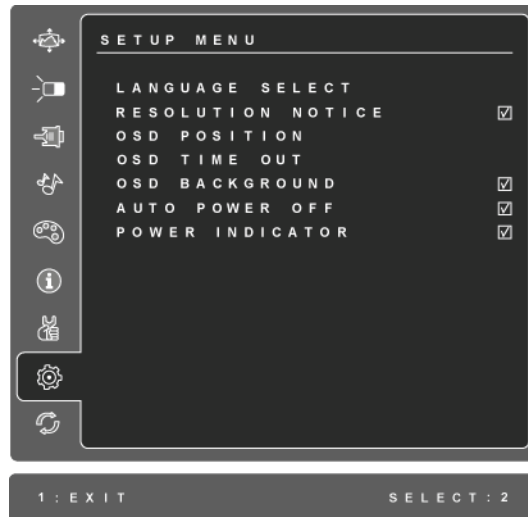 SETUP MENU
LANGUAGE SELECT
RESOLUTION NOTICE
OSD POSITION
OSD TIME OUT
OSD BACKGROUND
AUTO POWER OFF
POWER INDICATOR
1:EXIT SELECT:2